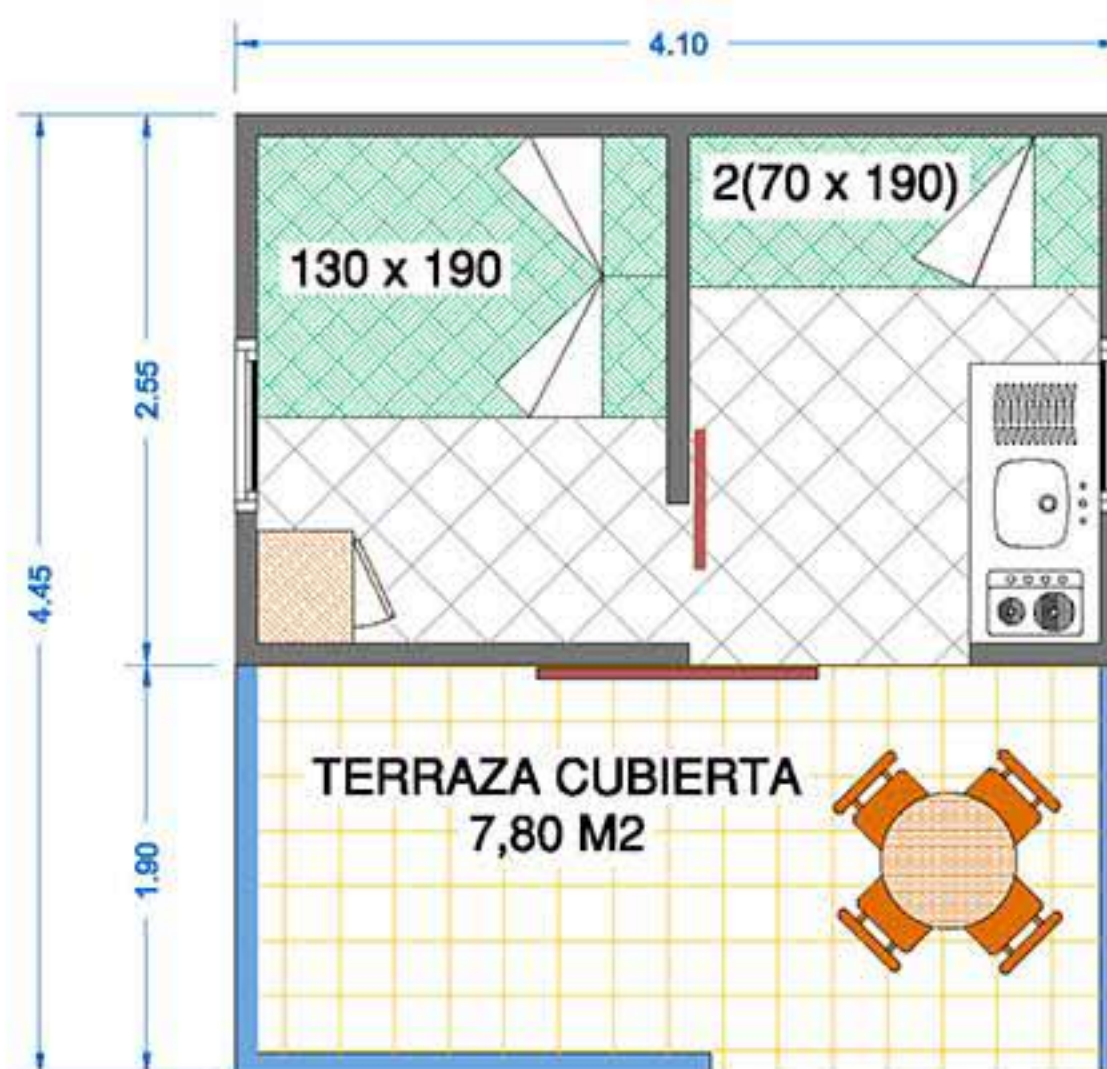 4.10
2(70 x 190)
130 x 190
2.55
4.45
TERRAZA CUBIERTA
7,80 M2
1.90